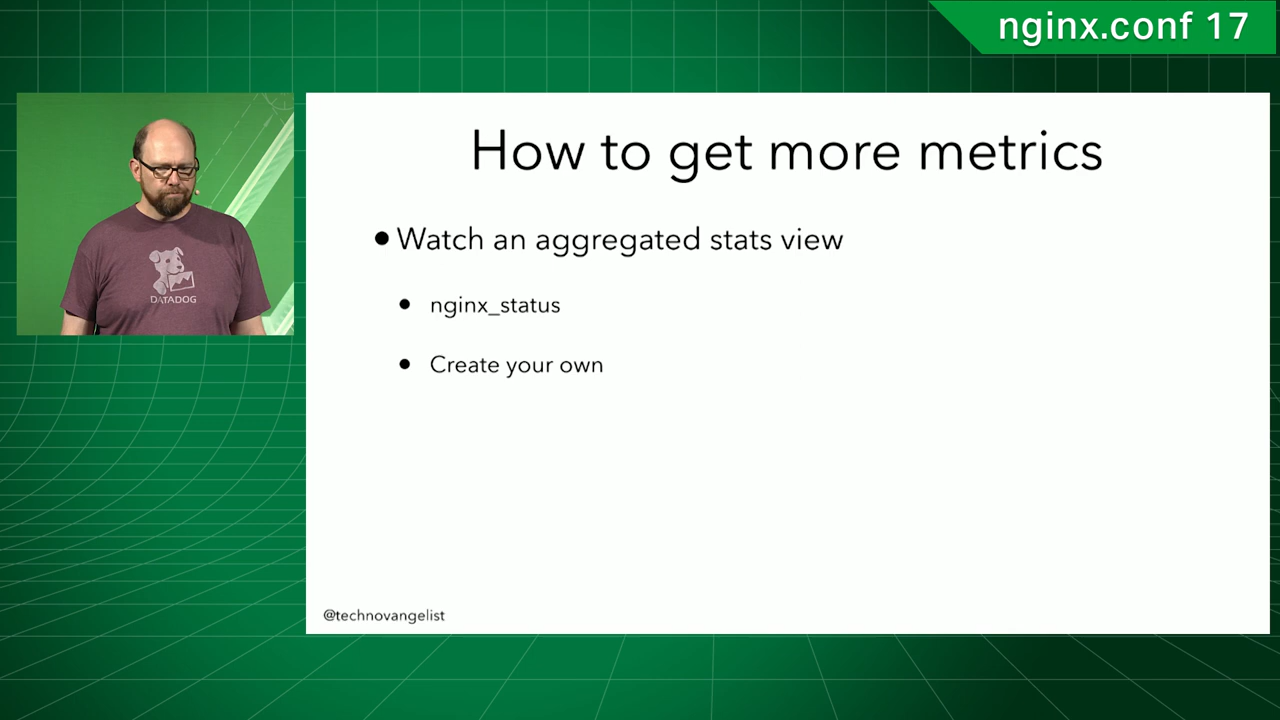 nginx.conf 17
How to get more metrics
● Watch an aggregated stats view
● nginx_status
● Create your own
DATADOG
@technovangelist